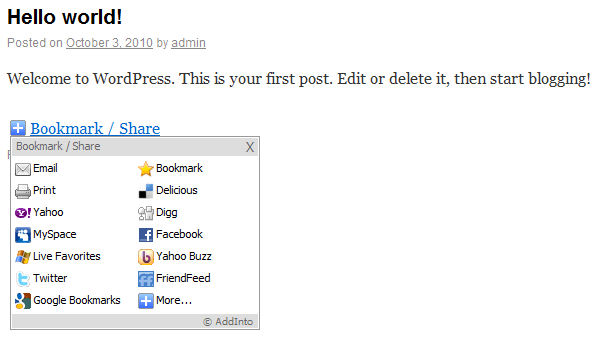 Hello world!
Posted on October 3, 2010 by admin
Welcome to WordPress. This is your first post. Edit or delete it, then start blogging!
Bookmark / Share
Bookmark / Share X
Email Bookmark
Print Delicious
Yahoo Digg
MySpace Facebook
Live Favorites Yahoo Buzz
Twitter FriendFeed
Google Bookmarks More...
© AddInto